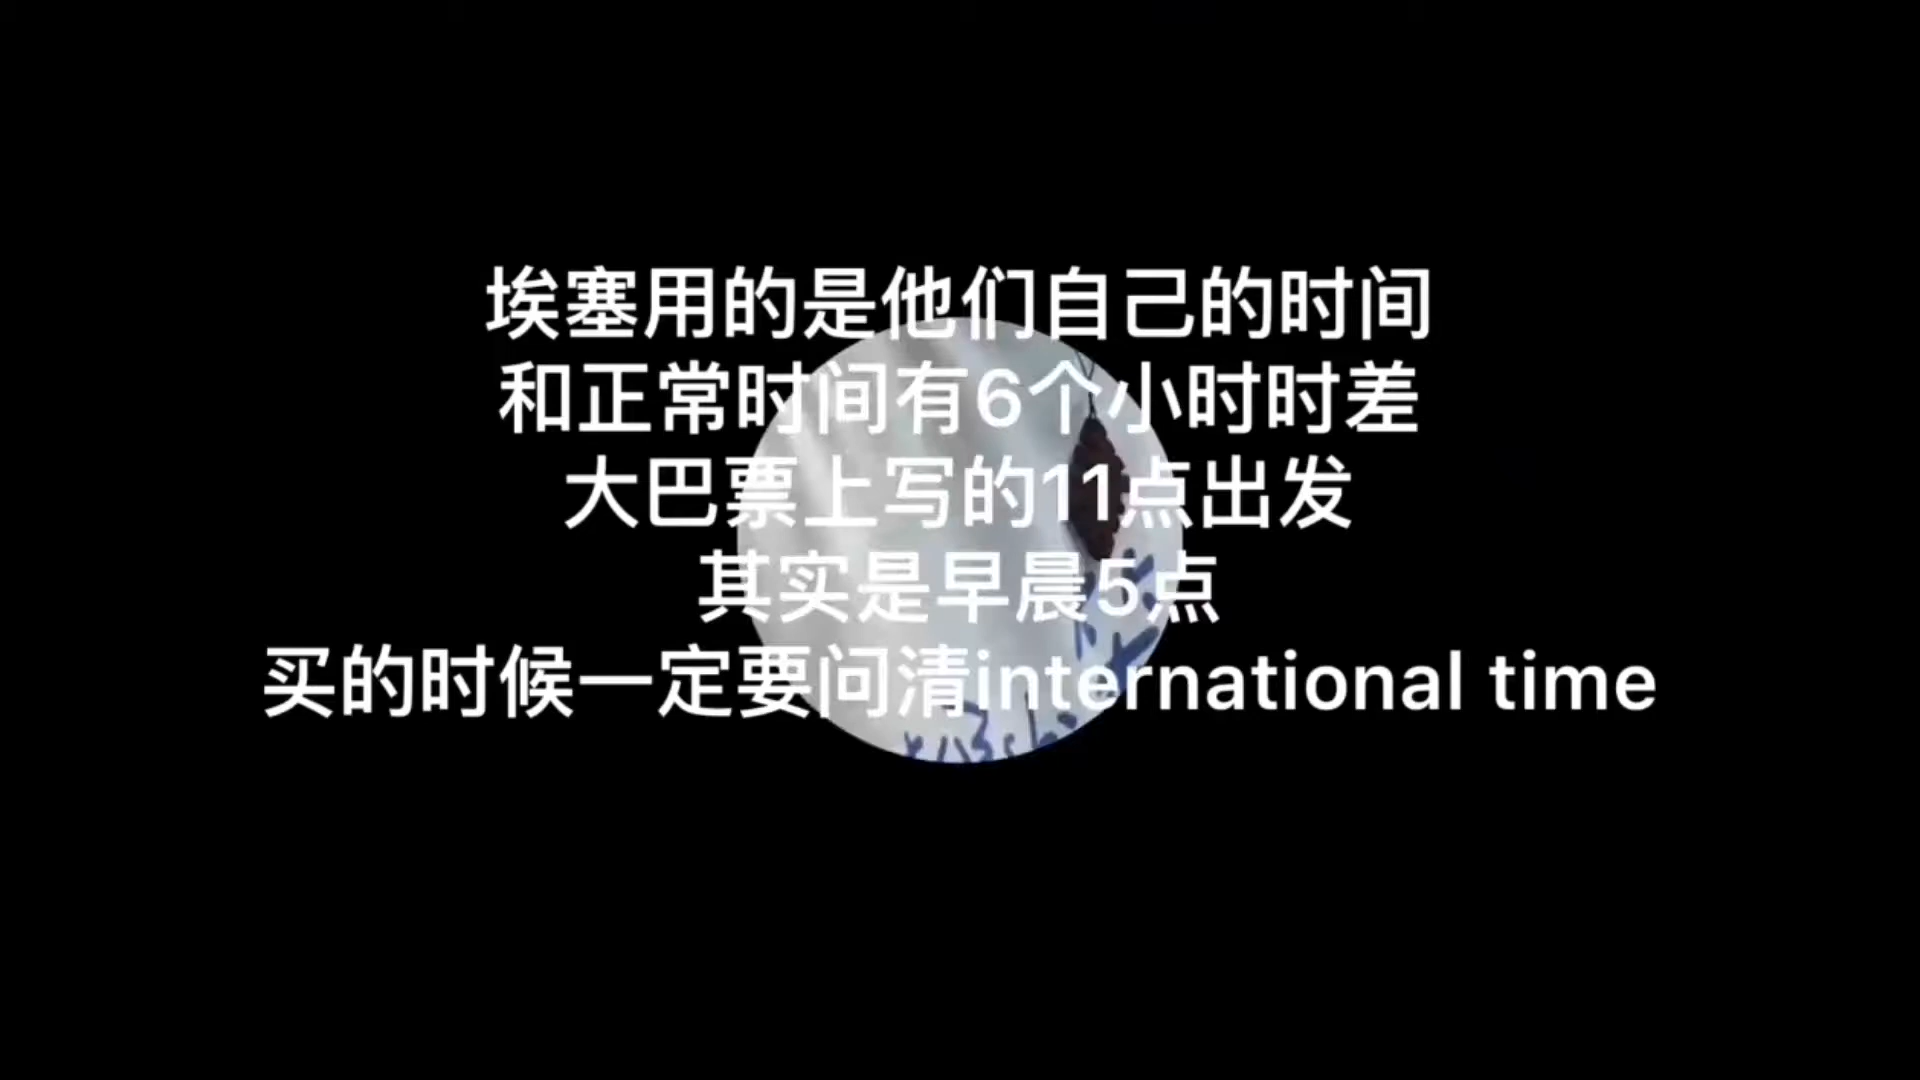 埃塞用的是他们自己的时间
和正常时间有6个小时时差
大巴票上写的11点出发
其实是早晨5点
买的时候一定要问清international time